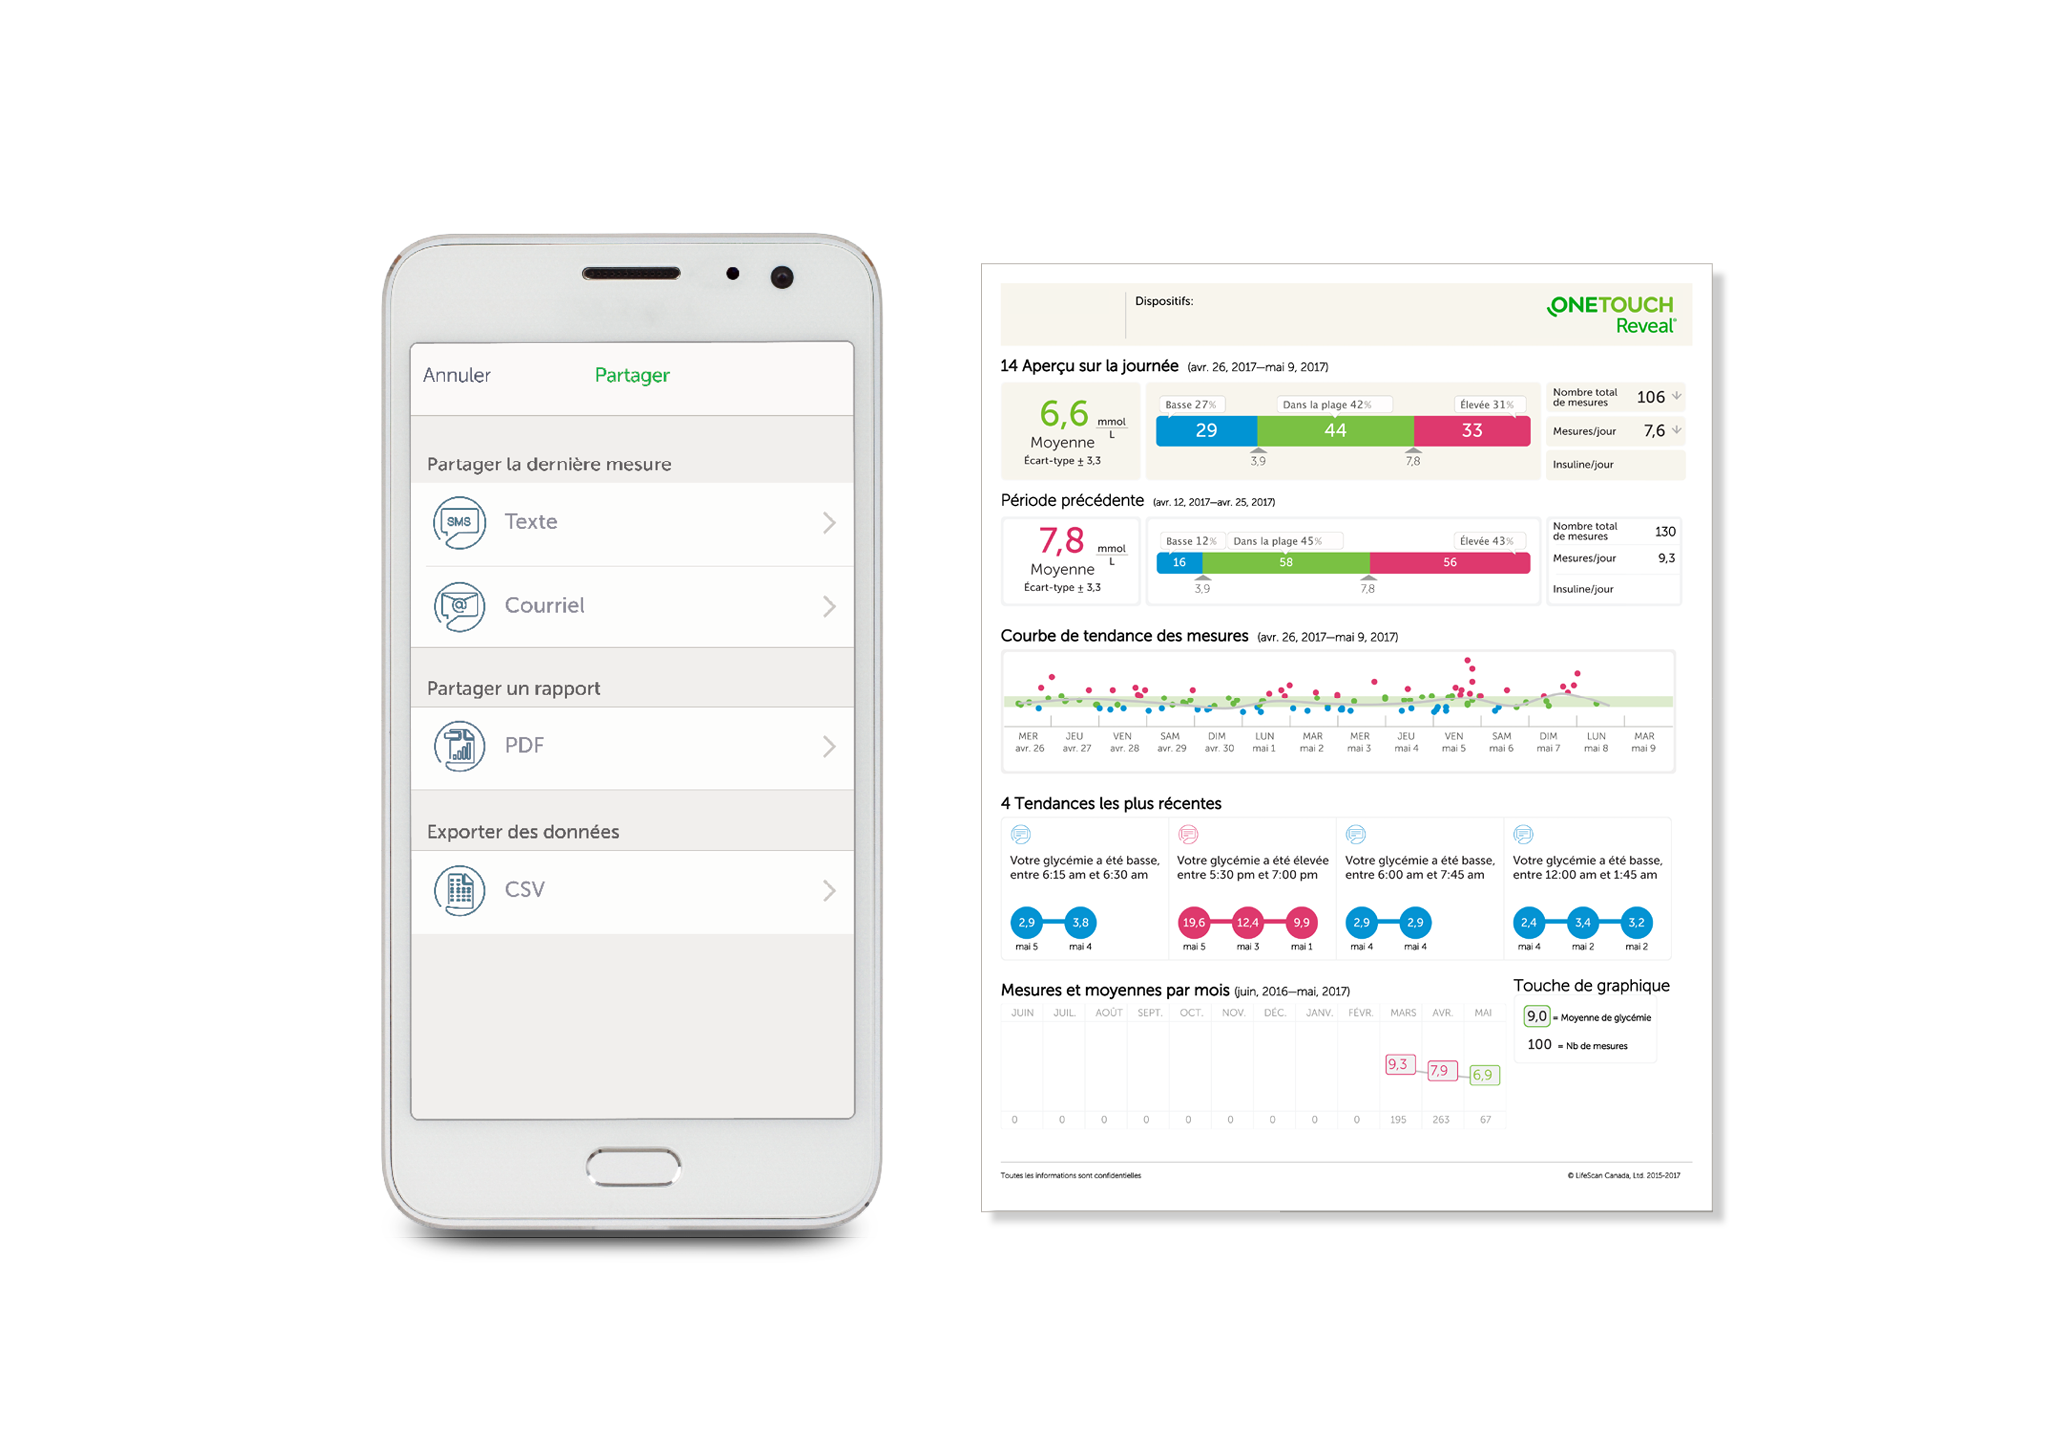 Annuler
Partager
Partager la dernière mesure
SMS
Texte
@
Courriel
Partager un rapport
PDF
Exporter des données
CSV
Dispositifs:
ONETOUCH
Reveal®
14 Aperçu sur la journée (avr. 26, 2017—mai 9, 2017)
6,6 mmol L
Moyenne
Écart-type ± 3,3
Basse 27% Dans la plage 42% Élevée 31%
29 44 33
3,9 7,8
Nombre total de mesures 106
Mesures/jour 7,6
Insuline/jour
Période précédente (avr. 12, 2017—avr. 25, 2017)
7,8 mmol L
Moyenne
Écart-type ± 3,3
Basse 12% Dans la plage 45% Élevée 43%
16 58 56
3,9 7,8
Nombre total de mesures 130
Mesures/jour 9,3
Insuline/jour
Courbe de tendance des mesures (avr. 26, 2017—mai 9, 2017)
MER JEU VEN SAM DIM LUN MAR MER JEU VEN SAM DIM LUN MAR
avr. 26 avr. 27 avr. 28 avr. 29 avr. 30 mai 1 mai 2 mai 3 mai 4 mai 5 mai 6 mai 7 mai 8 mai 9
4 Tendances les plus récentes
Votre glycémie a été basse,
entre 6:15 am et 6:30 am
2,9 3,8
mai 5 mai 4
Votre glycémie a été élevée
entre 5:30 pm et 7:00 pm
19,6 12,4 9,9
mai 5 mai 3 mai 1
Votre glycémie a été basse,
entre 6:00 am et 7:45 am
2,9 2,9
mai 4 mai 4
Votre glycémie a été basse,
entre 12:00 am et 1:45 am
2,4 3,4 3,2
mai 4 mai 2 mai 2
Mesures et moyennes par mois (juin, 2016—mai, 2017)
JUIN JUIL. AOÛT SEPT. OCT. NOV. DÉC. JANV. FÉVR. MARS AVR. MAI
9,3 7,9 6,9
0 0 0 0 0 0 0 0 0 195 263 67
Touche de graphique
9,0 = Moyenne de glycémie
100 = Nb de mesures
Toutes les informations sont confidentielles
© LifeScan Canada, Ltd. 2015-2017